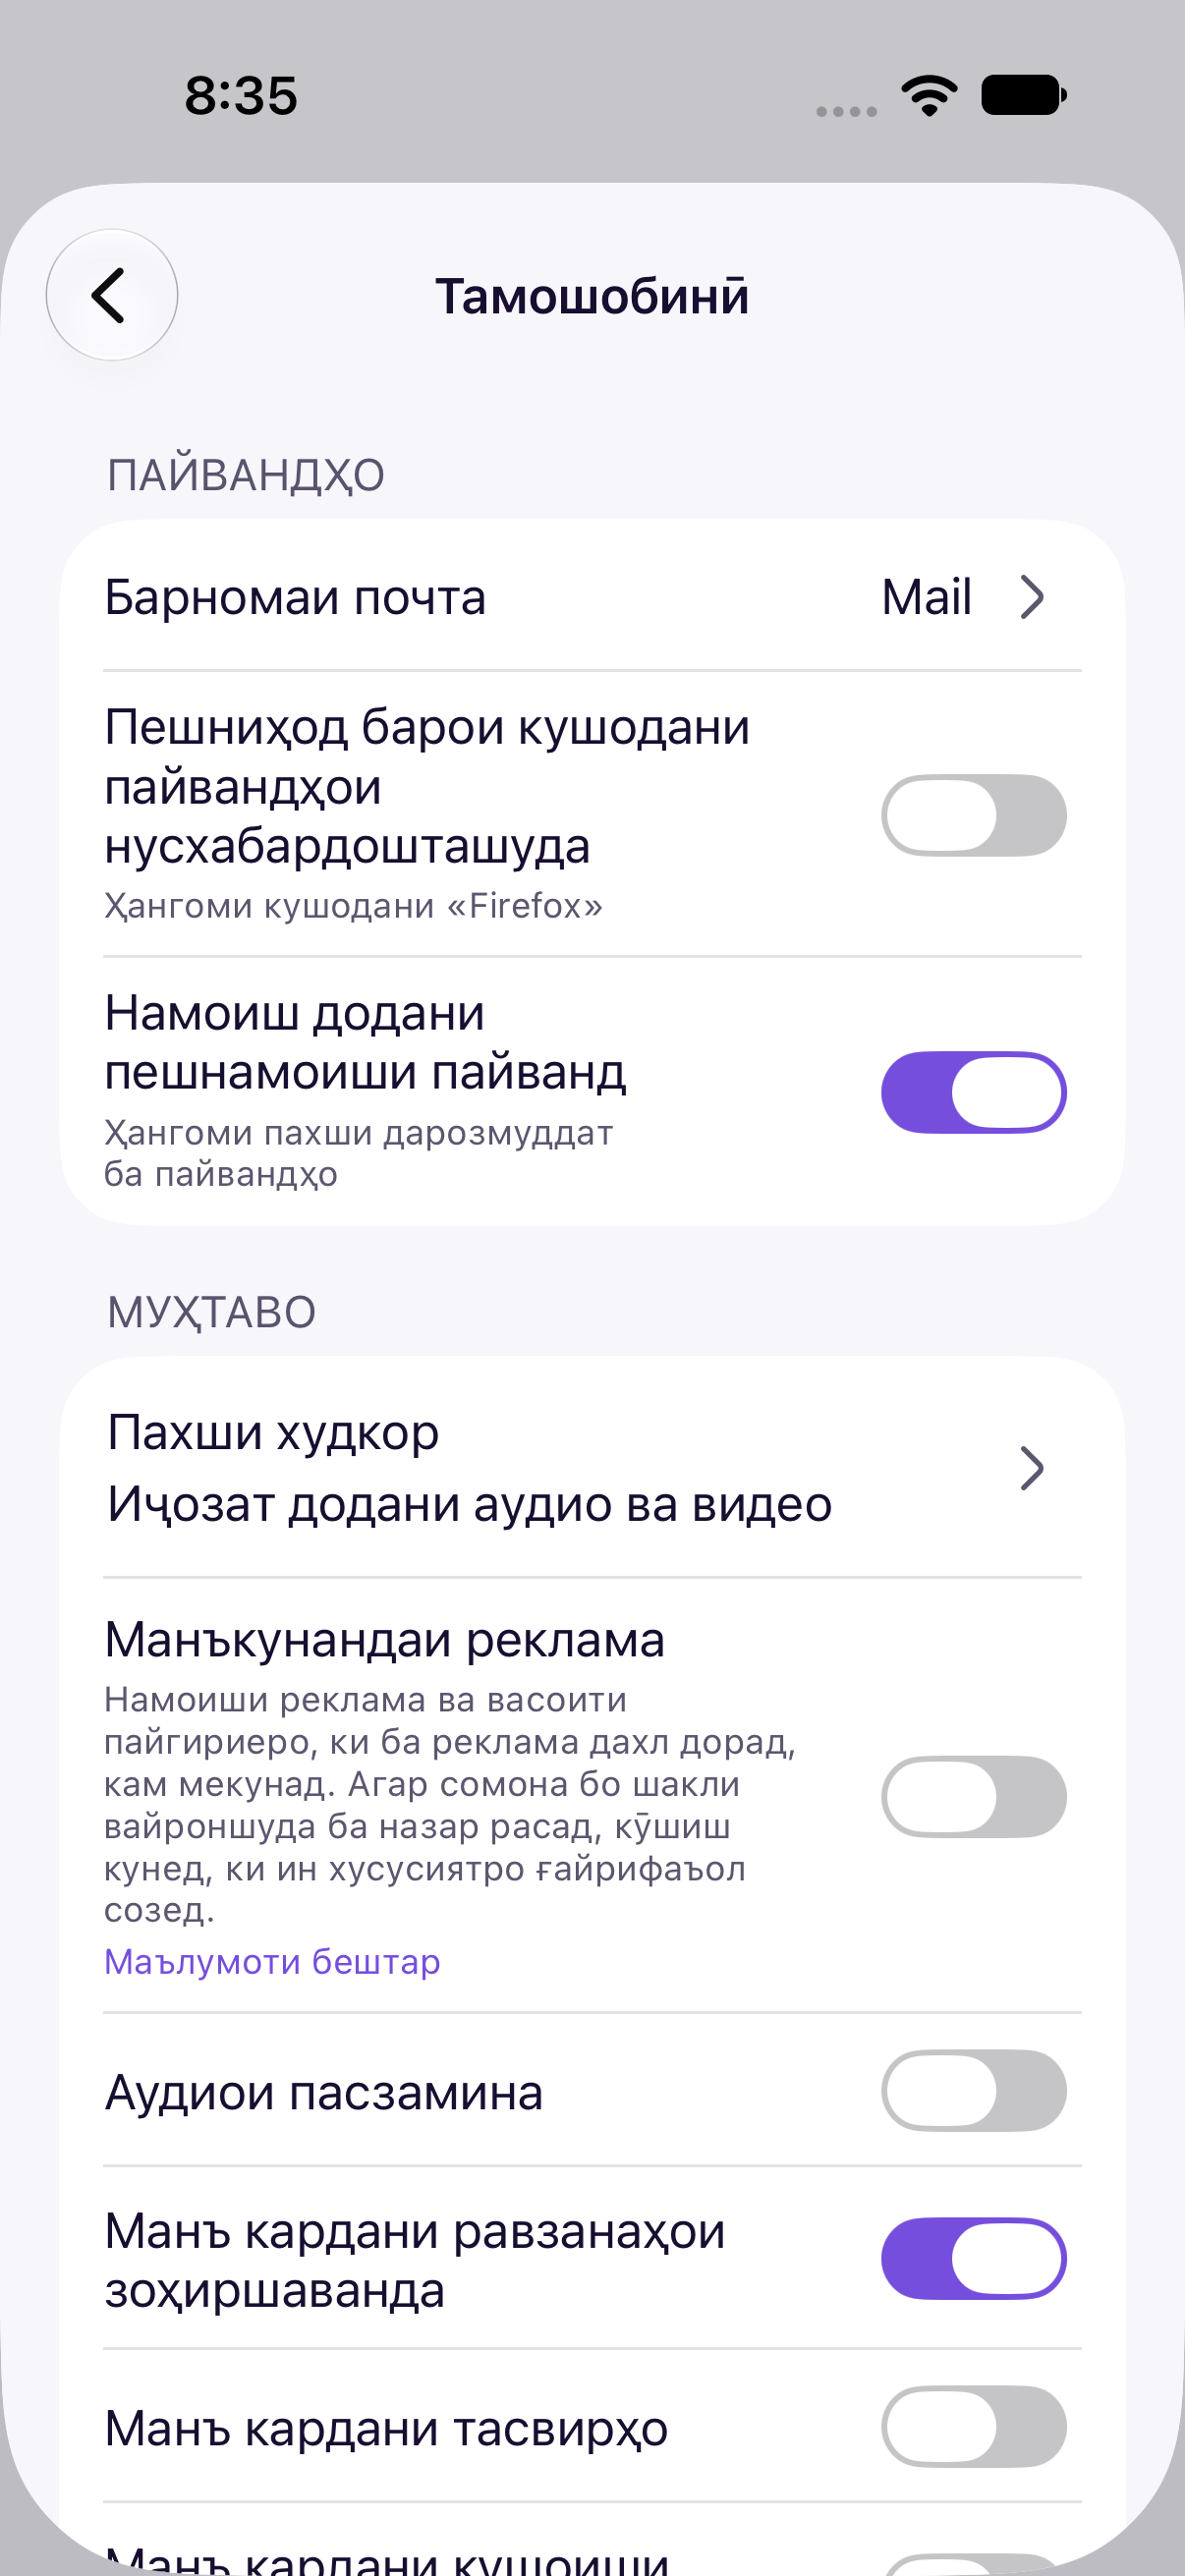 8:35
Тамошобинӣ
ПАЙВАНДҲО
Барномаи почта
Mail
Пешниҳод барои кушодани
пайвандҳои
нусхабардошташуда
Ҳангоми кушодани «Firefox»
Намоиш додани
пешнамоиши пайванд
Ҳангоми пахши дарозмуддат
ба пайвандҳо
МУҲТАВО
Пахши худкор
Иҷозат додани аудио ва видео
Манъкунандаи реклама
Намоиши реклама ва васоити
пайгириеро, ки ба реклама дахл дорад,
кам мекунад. Агар сомона бо шакли
вайроншуда ба назар расад, кӯшиш
кунед, ки ин хусусиятро ғайрифаъол
созед.
Маълумоти бештар
Аудиои пасзамина
Манъ кардани равзанаҳои
зоҳиршаванда
Манъ кардани тасвирҳо
Манъ кардани кушоиши